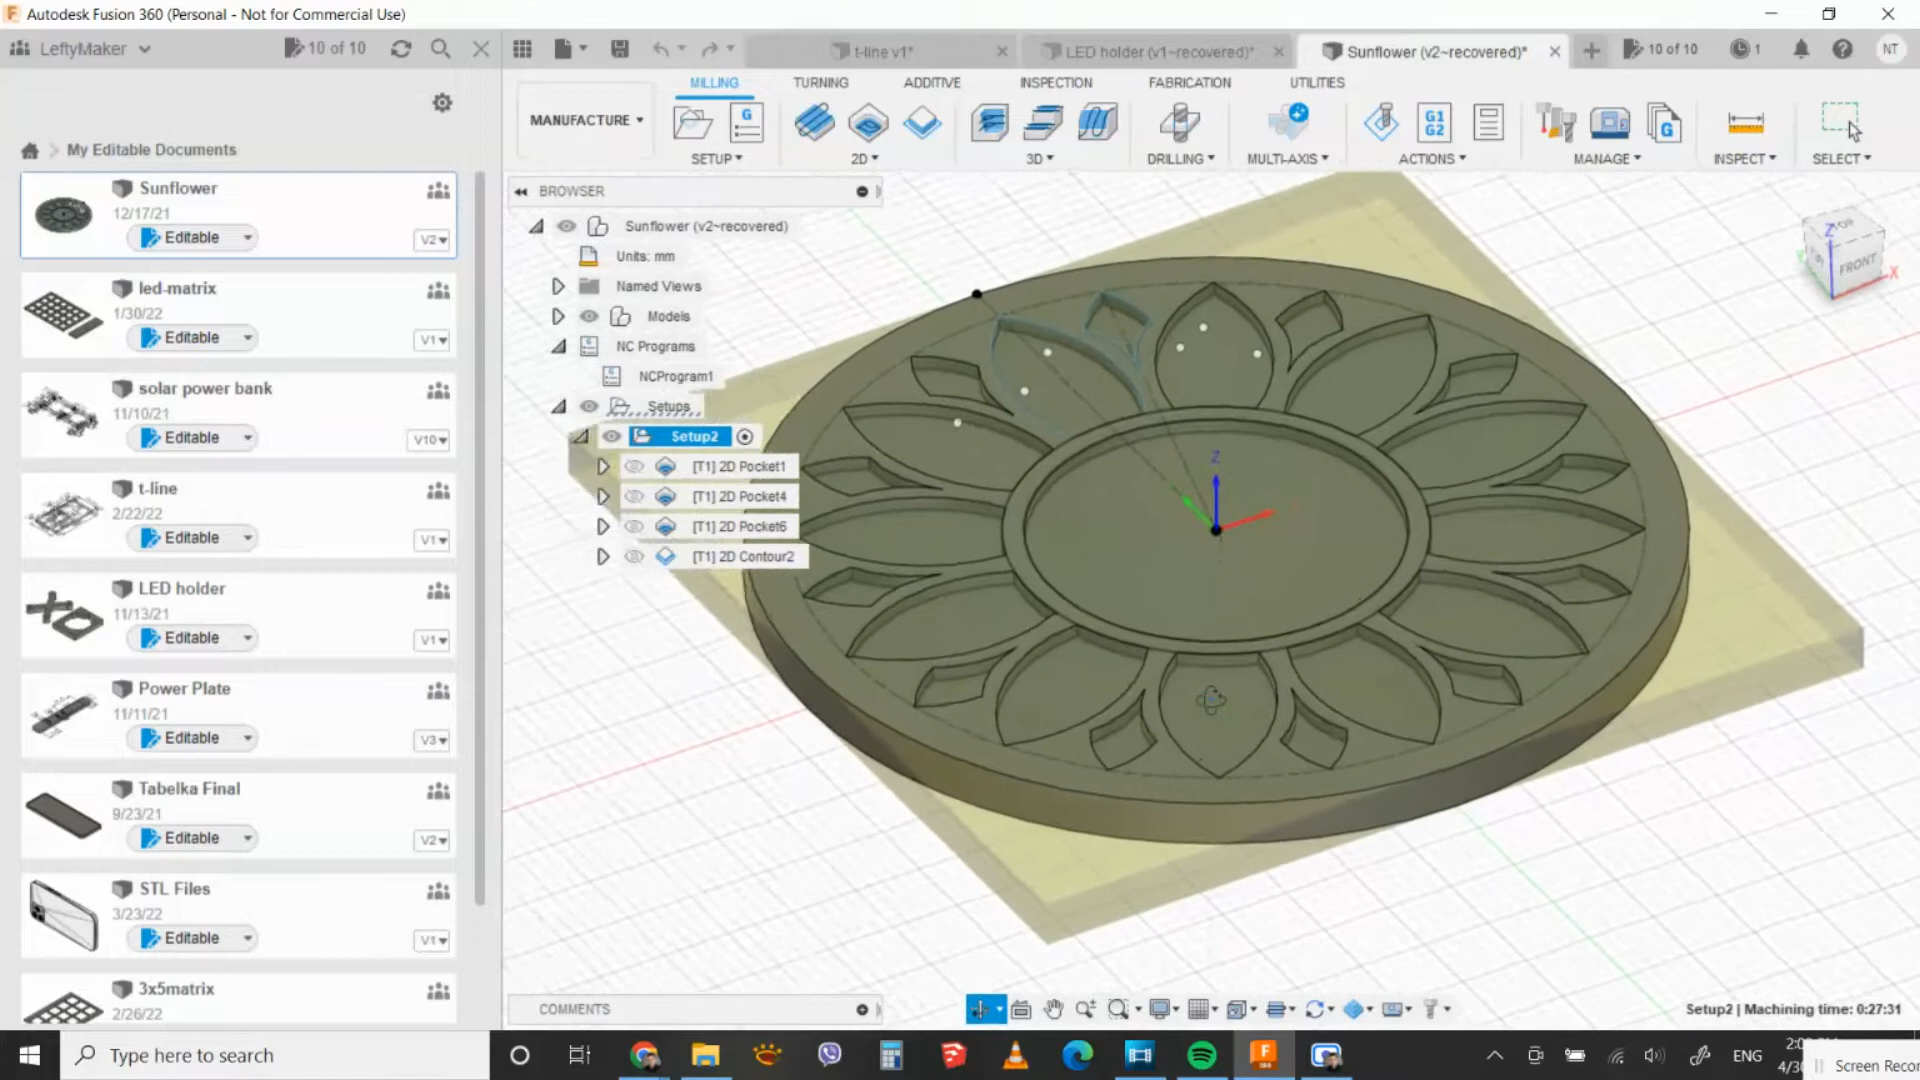 Autodesk Fusion 360 (Personal - Not for Commercial Use)
LeftyMaker
10 of 10
t-line v1*
LED holder (v1~recovered)*
Sunflower (v2~recovered)*
10 of 10
1
NT
MILLING
TURNING
ADDITIVE
INSPECTION
FABRICATION
UTILITIES
MANUFACTURE
SETUP
2D
3D
DRILLING
MULTI-AXIS
G1
G2
ACTIONS
MANAGE
INSPECT
SELECT
My Editable Documents
Sunflower
12/17/21
Editable
V2
led-matrix
1/30/22
Editable
V1
solar power bank
11/10/21
Editable
V10
t-line
2/22/22
Editable
V1
LED holder
11/13/21
Editable
V1
Power Plate
11/11/21
Editable
V3
Tabelka Final
9/23/21
Editable
V2
STL Files
3/23/22
Editable
V1
3x5matrix
2/26/22
BROWSER
Sunflower (v2~recovered)
Units: mm
Named Views
Models
NC Programs
NCProgram1
Setups
Setup2
[T1] 2D Pocket1
[T1] 2D Pocket4
[T1] 2D Pocket6
[T1] 2D Contour2
Z
TOP
Z
FRONT
X
COMMENTS
Setup2 | Machining time: 0:27:31
Type here to search
ENG
Screen Recor